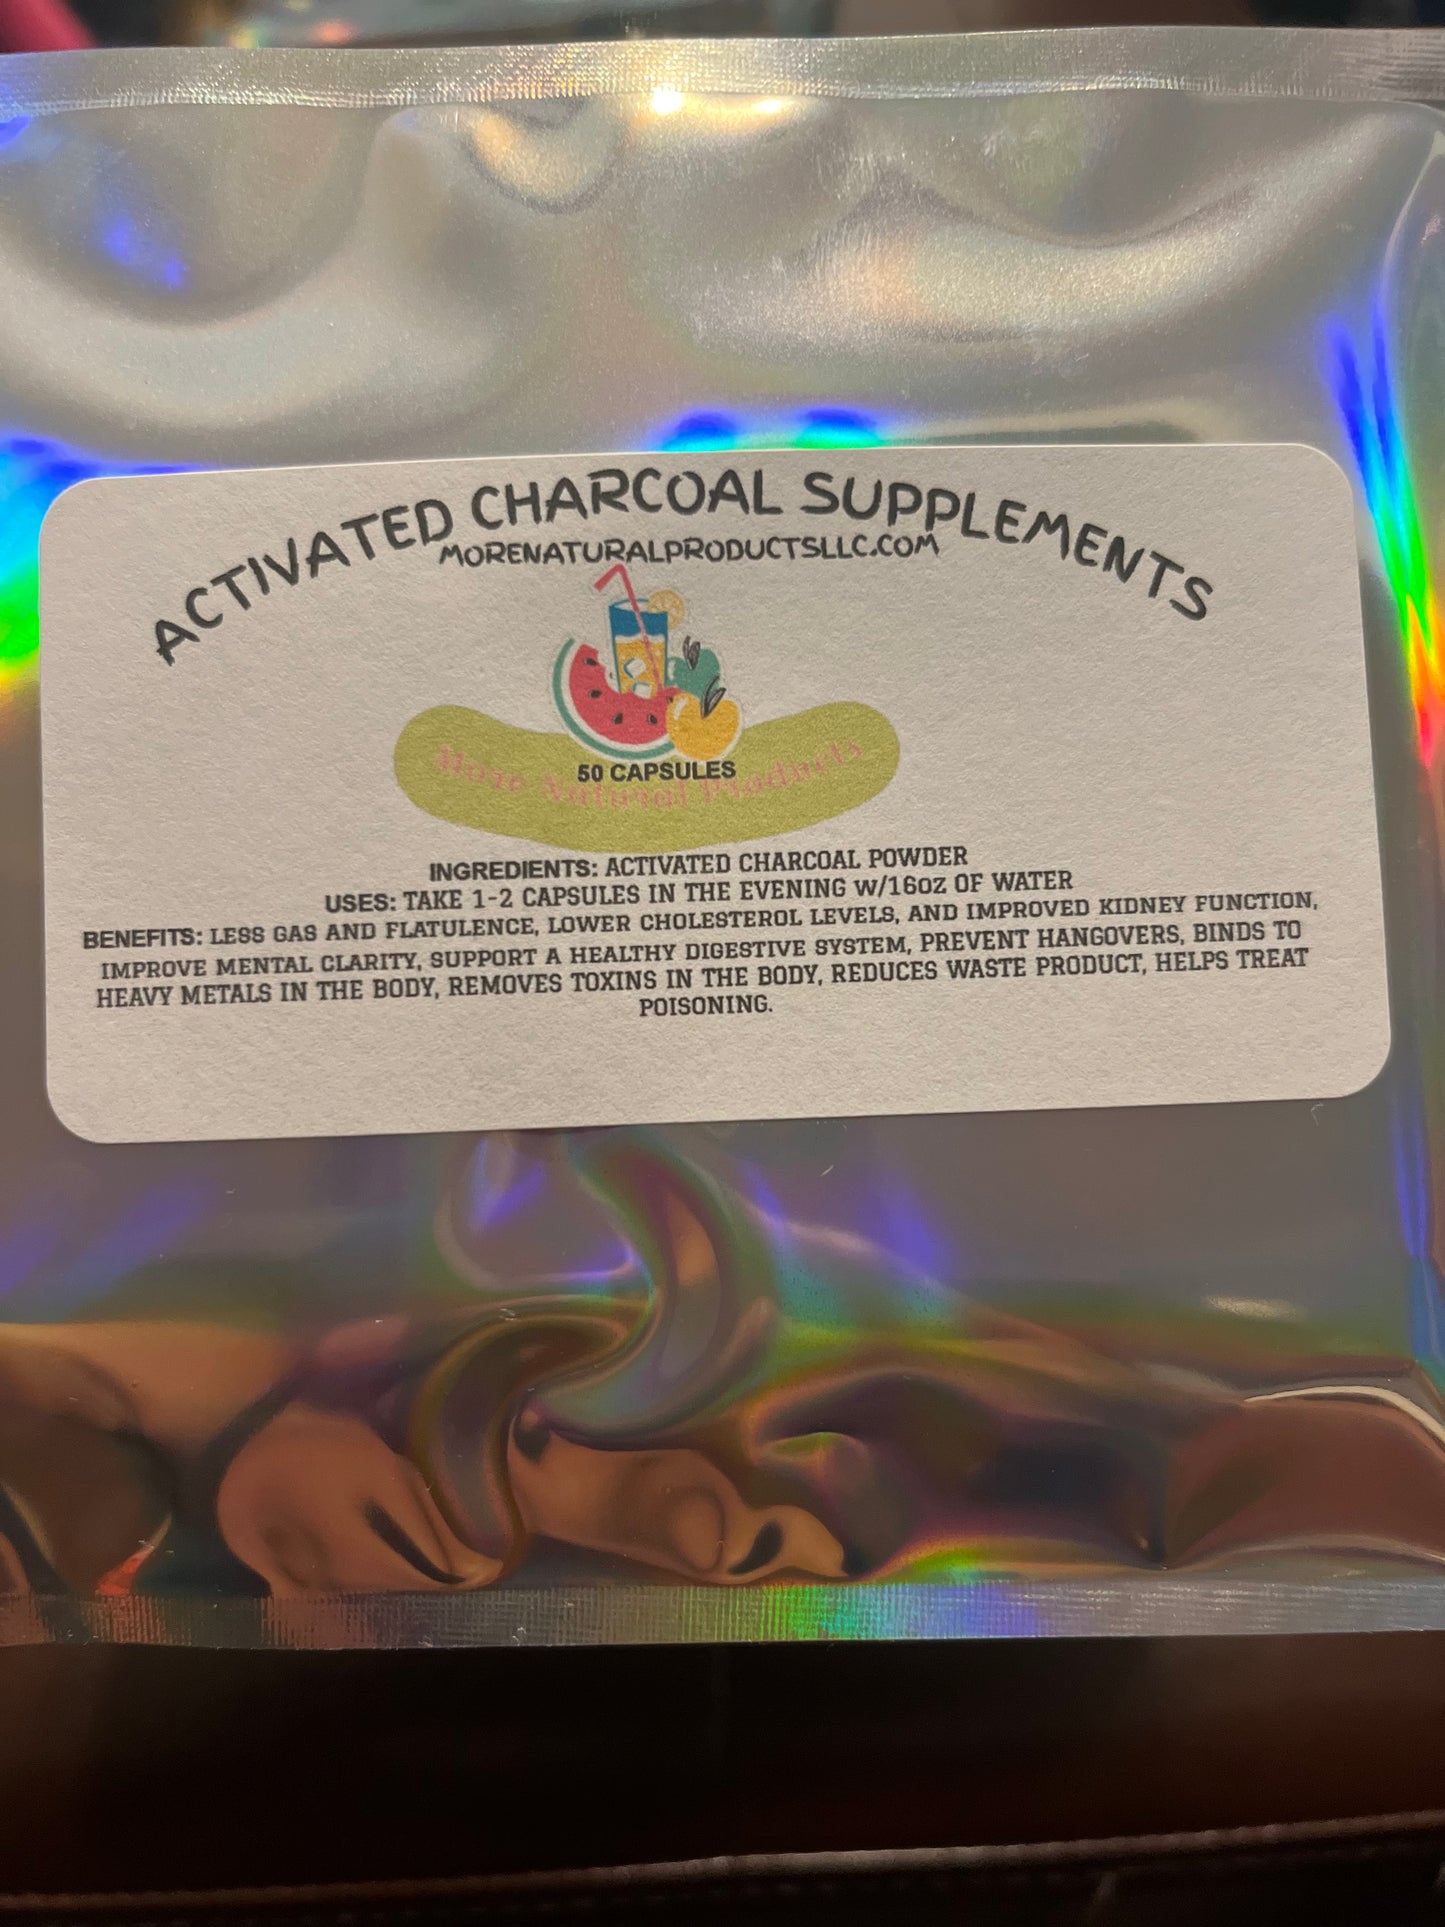 ACTIVATED CHARCOAL SUPPLEMENTS
MORENATURALPRODUCTSLLC.COM
More Natural Products
50 CAPSULES
INGREDIENTS: ACTIVATED CHARCOAL POWDER
USES: TAKE 1-2 CAPSULES IN THE EVENING W/16OZ OF WATER
BENEFITS: LESS GAS AND FLATULENCE, LOWER CHOLESTEROL LEVELS, AND IMPROVED KIDNEY FUNCTION,
IMPROVE MENTAL CLARITY, SUPPORT A HEALTHY DIGESTIVE SYSTEM, PREVENT HANGOVERS, BINDS TO
HEAVY METALS IN THE BODY, REMOVES TOXINS IN THE BODY, REDUCES WASTE PRODUCT, HELPS TREAT
POISONING.